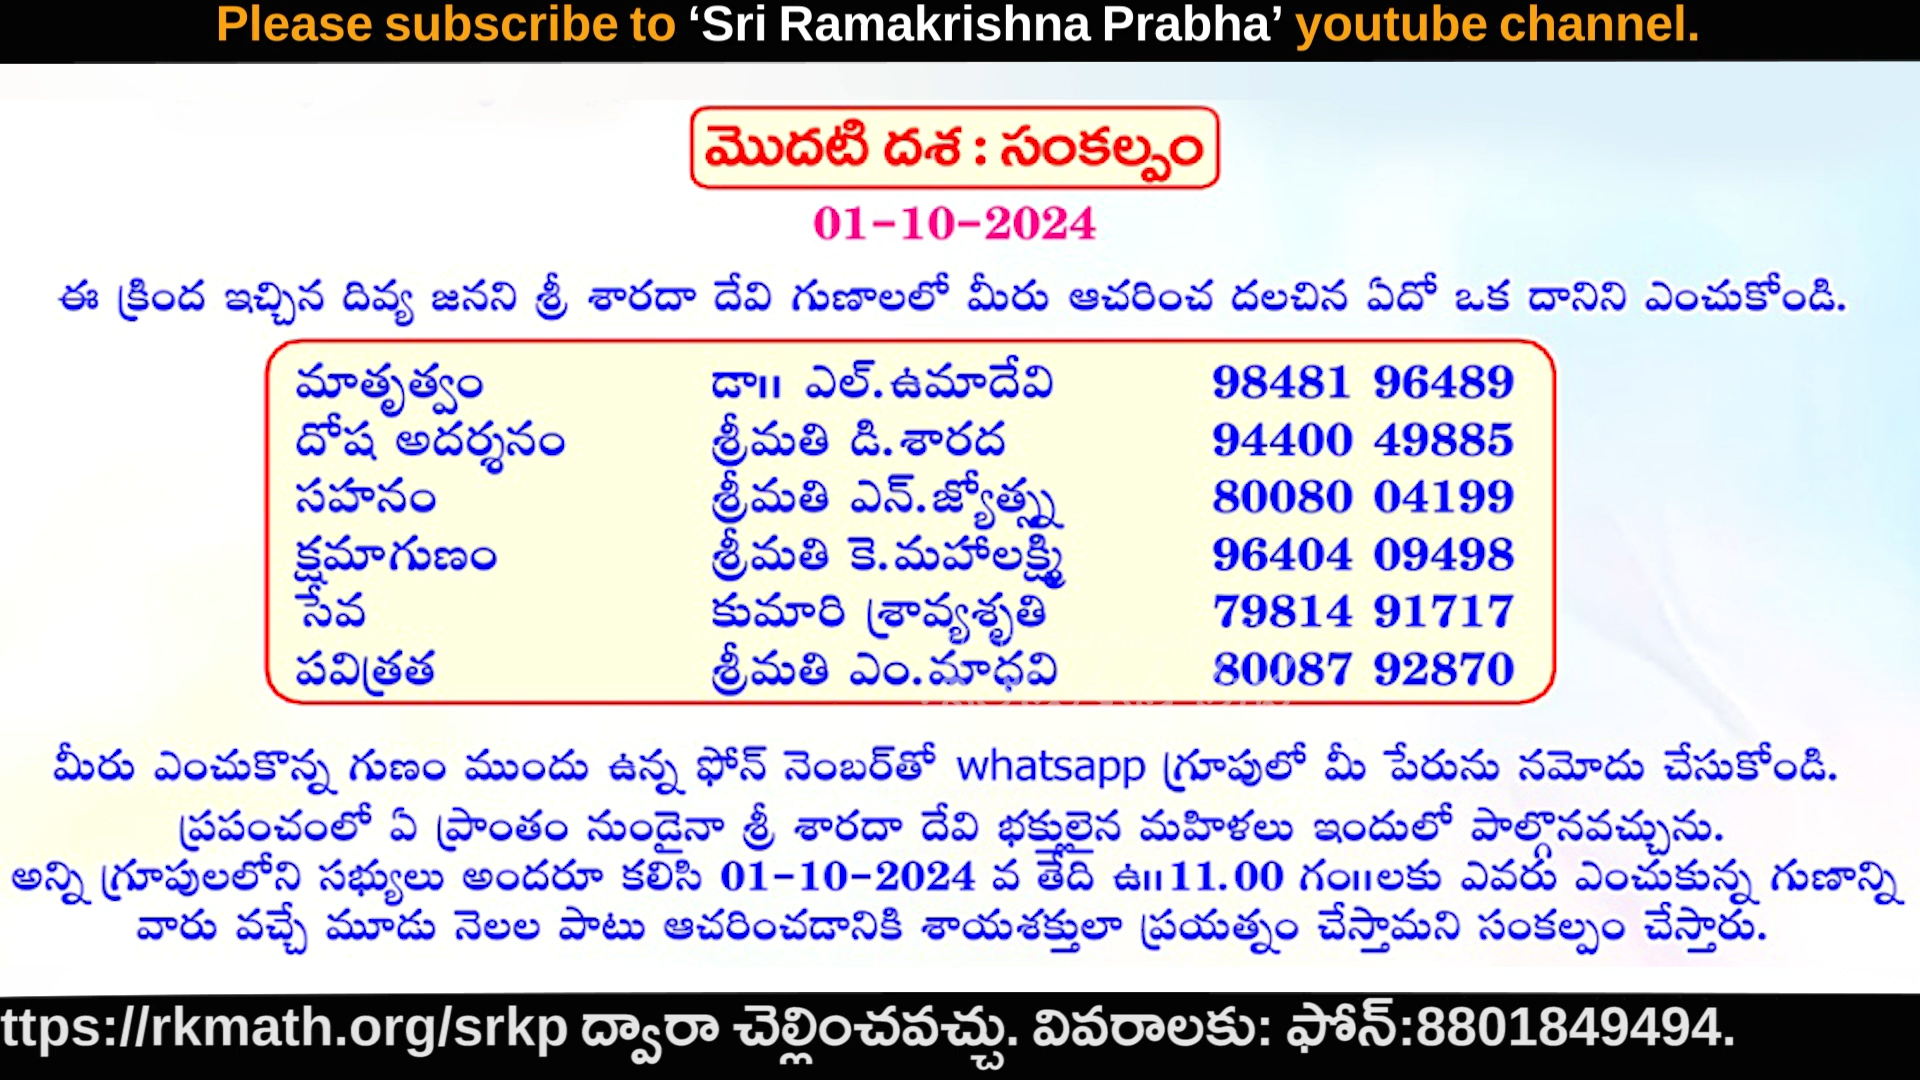 Please subscribe to ‘Sri Ramakrishna Prabha’ youtube channel.
మొదటి దశ : సంకల్పం
01-10-2024
ఈ క్రింద ఇచ్చిన దివ్య జనని శ్రీ శారదా దేవి గుణాలలో మీరు ఆచరించ దలచిన ఏదో ఒక దానిని ఎంచుకోండి.
మాతృత్వం డా॥ ఎల్.ఉమాదేవి 98481 96489
దోష అదర్శనం శ్రీమతి డి.శారద 94400 49885
సహనం శ్రీమతి ఎన్.జ్యోత్స్న 80080 04199
క్షమాగుణం శ్రీమతి కె.మహాలక్ష్మి 96404 09498
సేవ కుమారి శ్రావ్యశృతి 79814 91717
పవిత్రత శ్రీమతి ఎం.మాధవి 80087 92870
మీరు ఎంచుకొన్న గుణం ముందు ఉన్న ఫోన్ నెంబర్‌తో whatsapp గ్రూపులో మీ పేరును నమోదు చేసుకోండి.
ప్రపంచంలో ఏ ప్రాంతం నుండైనా శ్రీ శారదా దేవి భక్తులైన మహిళలు ఇందులో పాల్గొనవచ్చును.
అన్ని గ్రూపులలోని సభ్యులు అందరూ కలిసి 01-10-2024 వ తేది ఉ॥11.00 గం॥లకు ఎవరు ఎంచుకున్న గుణాన్ని
వారు వచ్చే మూడు నెలల పాటు ఆచరించడానికి శాయశక్తులా ప్రయత్నం చేస్తామని సంకల్పం చేస్తారు.
ttps://rkmath.org/srkp ద్వారా చెల్లించవచ్చు. వివరాలకు: ఫోన్:8801849494.